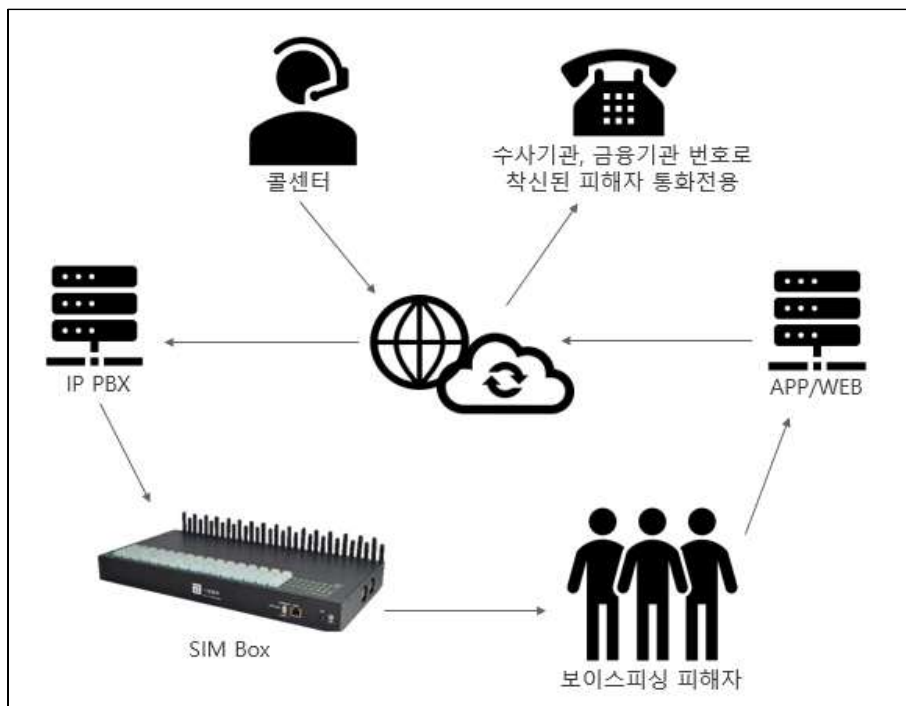 콜센터
수사기관, 금융기관 번호로
착신된 피해자 통화전용
IP PBX
APP/WEB
SIM Box
보이스피싱 피해자